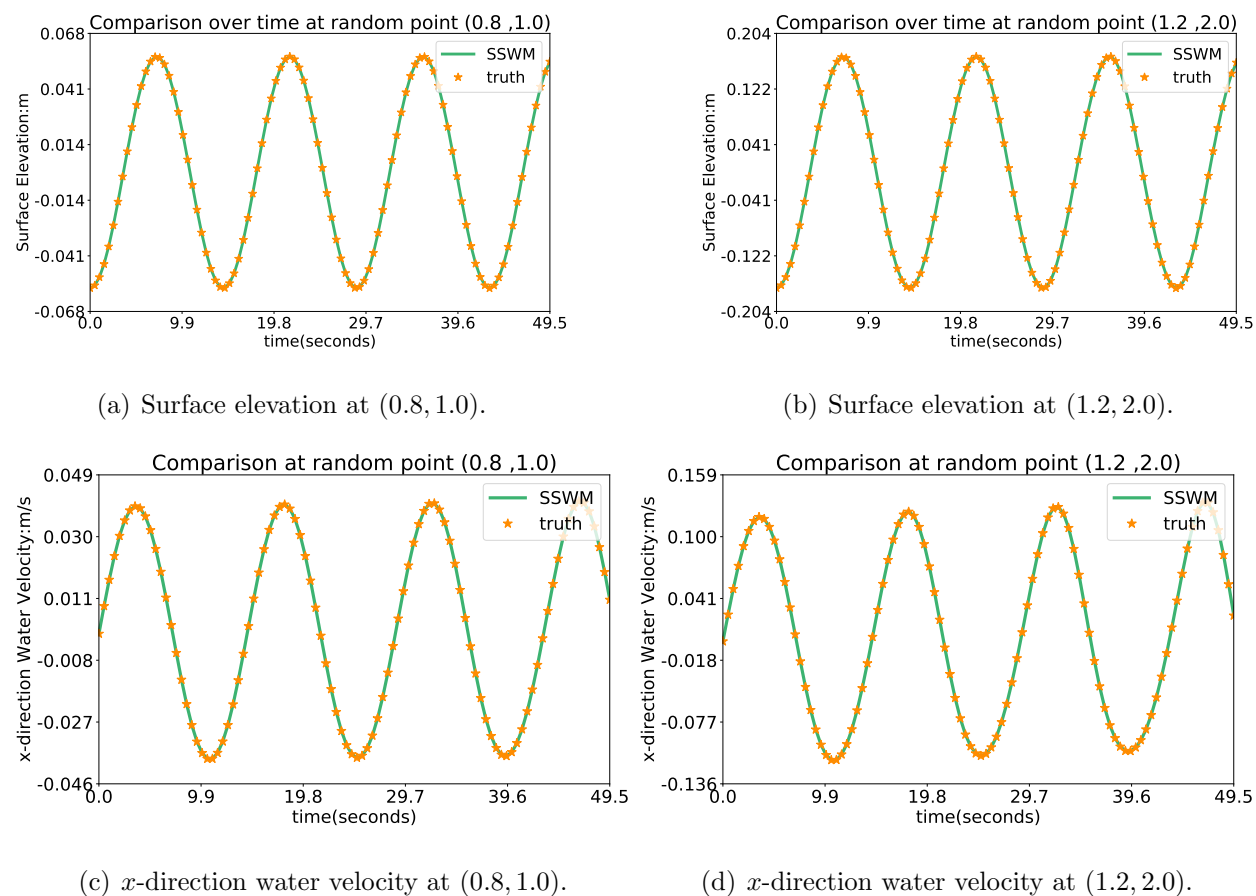 Comparison over time at random point (0.8 ,1.0)
0.068
0.041
0.014
-0.014
-0.041
-0.068
Surface Elevation:m
SSWM
truth
0.0 9.9 19.8 29.7 39.6 49.5
time(seconds)
(a) Surface elevation at (0.8, 1.0).
Comparison over time at random point (1.2 ,2.0)
0.204
0.122
0.041
-0.041
-0.122
-0.204
Surface Elevation:m
SSWM
truth
0.0 9.9 19.8 29.7 39.6 49.5
time(seconds)
(b) Surface elevation at (1.2, 2.0).
Comparison at random point (0.8 ,1.0)
0.049
0.030
0.011
-0.008
-0.027
-0.046
x-direction Water Velocity:m/s
SSWM
truth
0.0 9.9 19.8 29.7 39.6 49.5
time(seconds)
(c) x-direction water velocity at (0.8, 1.0).
Comparison at random point (1.2 ,2.0)
0.159
0.100
0.041
-0.018
-0.077
-0.136
x-direction Water Velocity:m/s
SSWM
truth
0.0 9.9 19.8 29.7 39.6 49.5
time(seconds)
(d) x-direction water velocity at (1.2, 2.0).